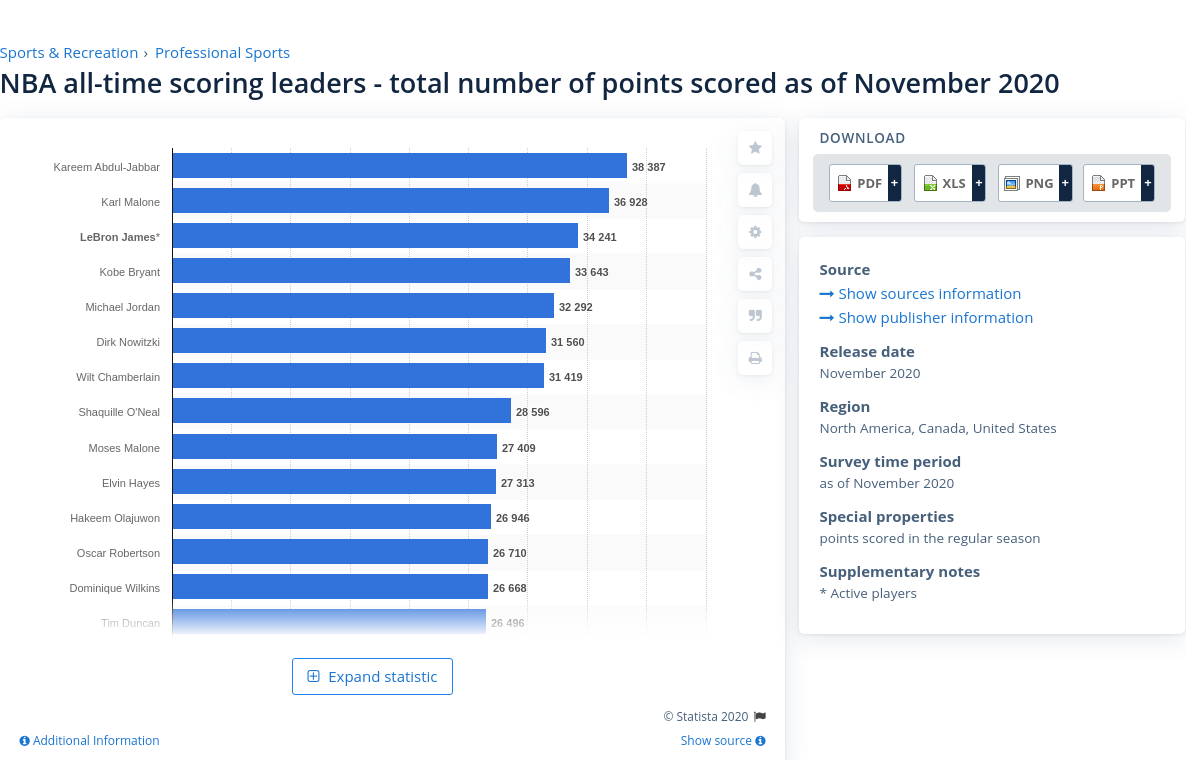 Sports & Recreation › Professional Sports
NBA all-time scoring leaders - total number of points scored as of November 2020
Kareem Abdul-Jabbar 38 387
Karl Malone 36 928
LeBron James* 34 241
Kobe Bryant 33 643
Michael Jordan 32 292
Dirk Nowitzki 31 560
Wilt Chamberlain 31 419
Shaquille O'Neal 28 596
Moses Malone 27 409
Elvin Hayes 27 313
Hakeem Olajuwon 26 946
Oscar Robertson 26 710
Dominique Wilkins 26 668
Tim Duncan 26 496
Expand statistic
© Statista 2020
Additional Information
Show source
DOWNLOAD
PDF + XLS + PNG + PPT +
Source
Show sources information
Show publisher information
Release date
November 2020
Region
North America, Canada, United States
Survey time period
as of November 2020
Special properties
points scored in the regular season
Supplementary notes
* Active players